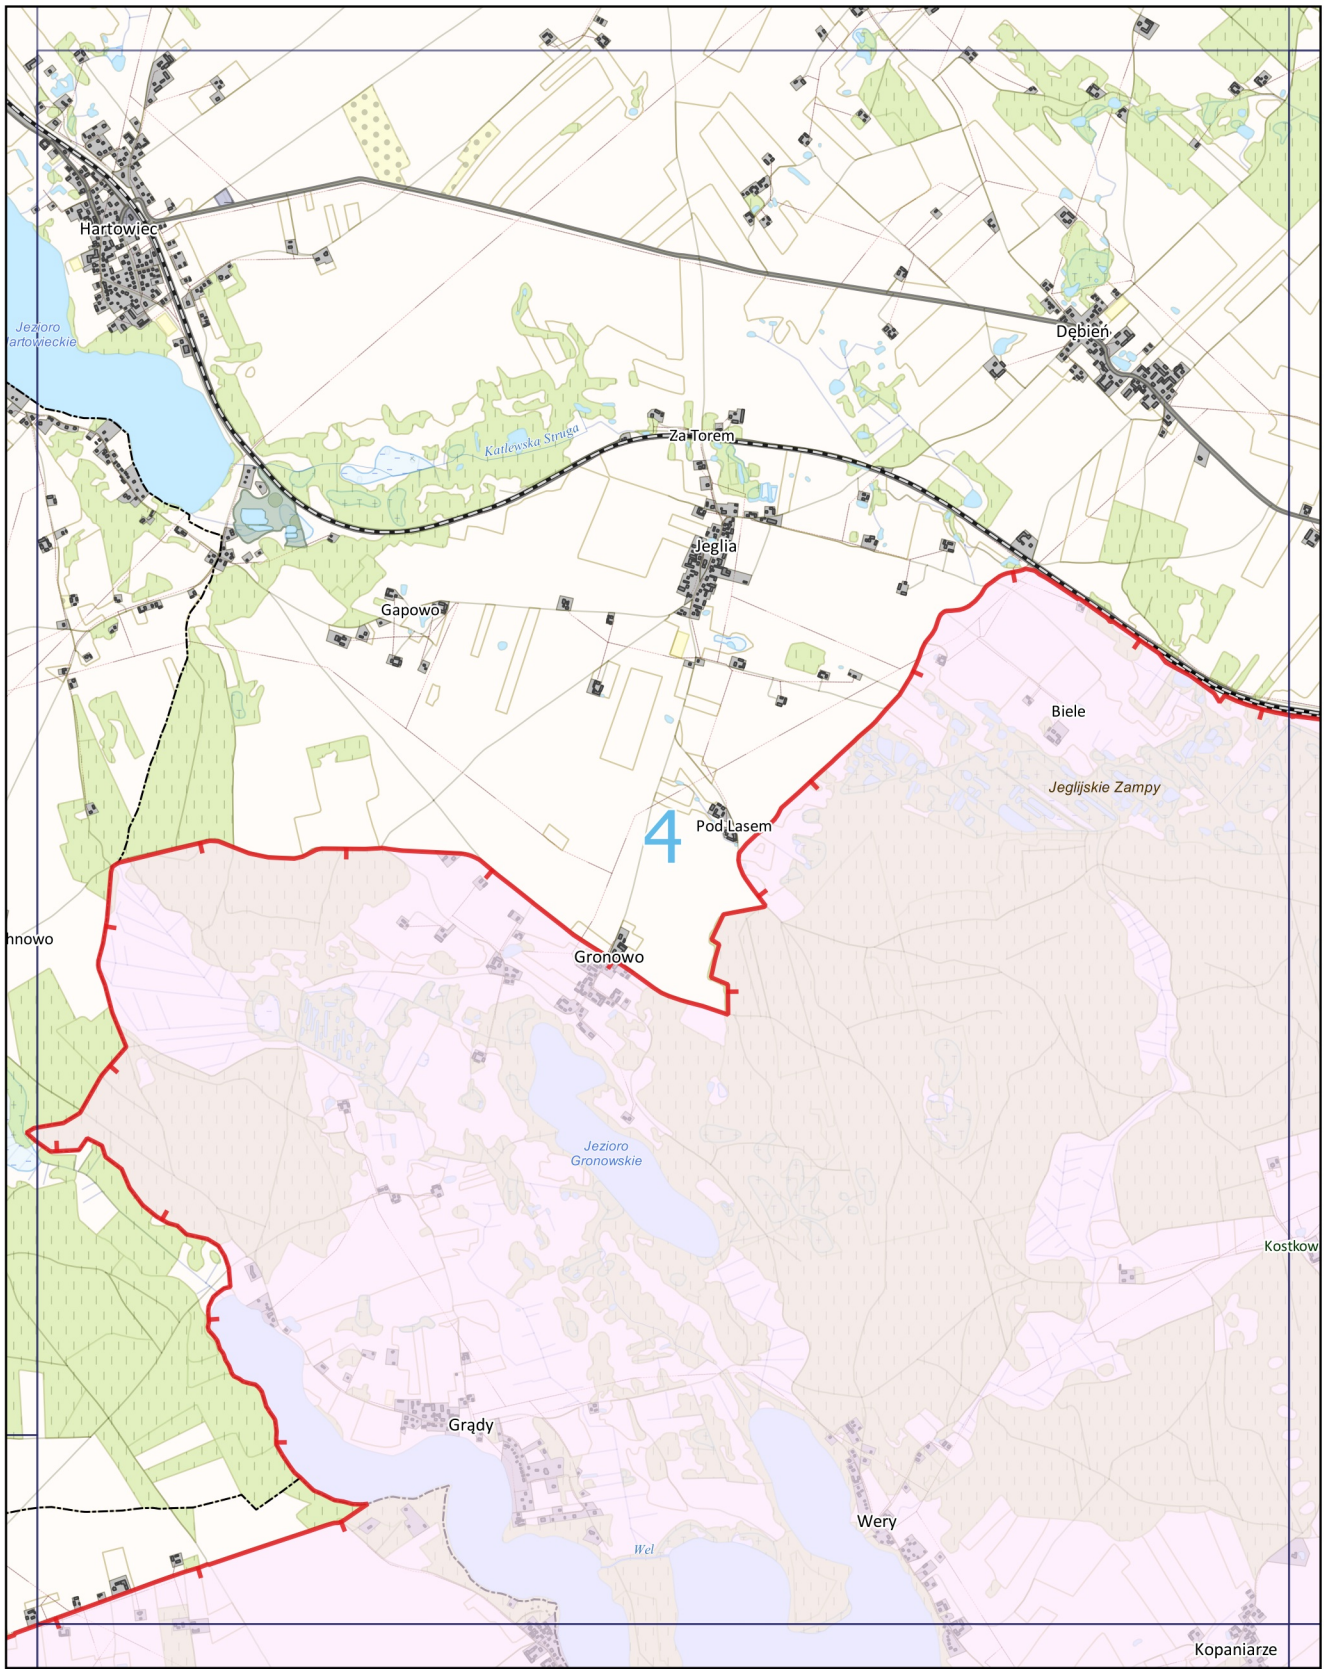 Hartowiec
Jezioro
artowieckie
Dębień
Katlewska Struga
Za Torem
Jeglia
Gapowo
Biele
Jeglijskie Zampy
4
Pod Lasem
hnowo
Gronowo
Jezioro
Gronowskie
Kostkow
Grądy
Wery
Wel
Kopaniarze